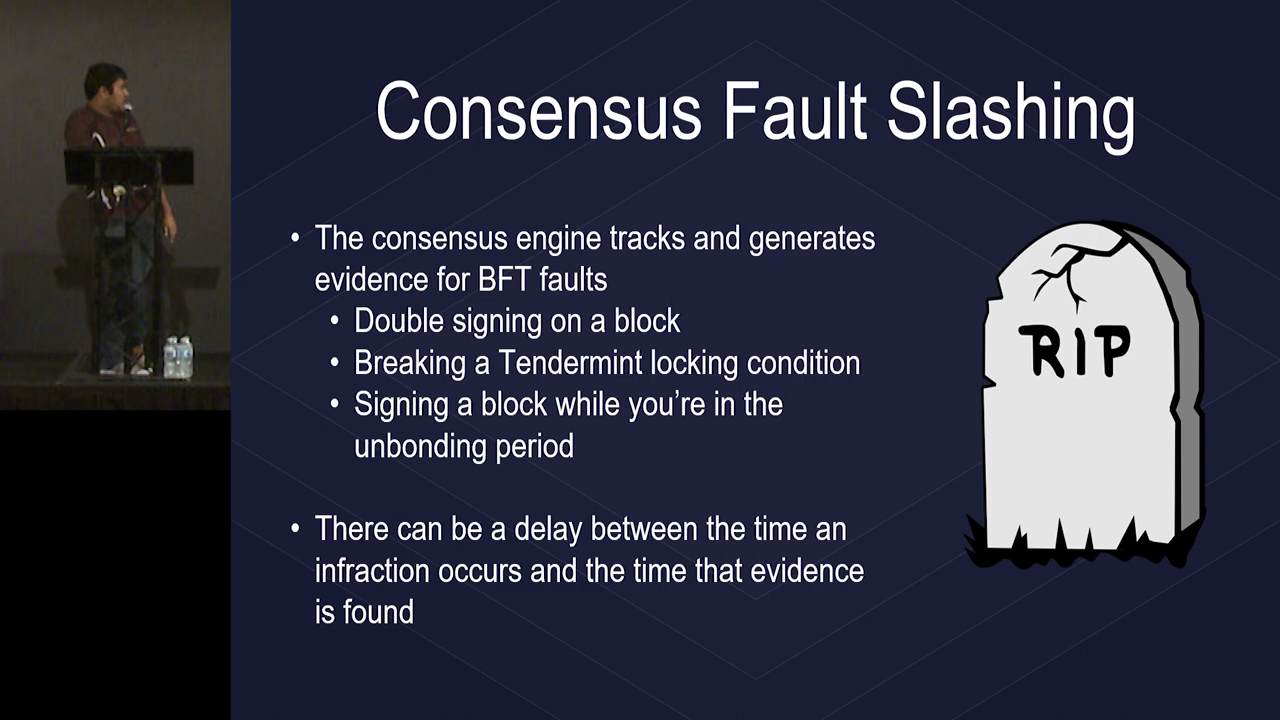 Consensus Fault Slashing
• The consensus engine tracks and generates
evidence for BFT faults
• Double signing on a block
• Breaking a Tendermint locking condition
• Signing a block while you’re in the
unbonding period
• There can be a delay between the time an
infraction occurs and the time that evidence
is found
RIP